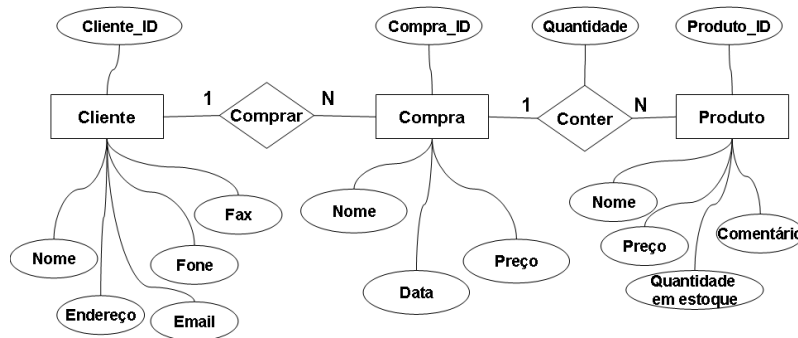 Cliente_ID
Compra_ID
Quantidade
Produto_ID
1
N
1
N
Cliente
Comprar
Compra
Conter
Produto
Fax
Nome
Nome
Comentário
Nome
Fone
Preço
Preço
Endereço
Email
Data
Quantidade
em estoque